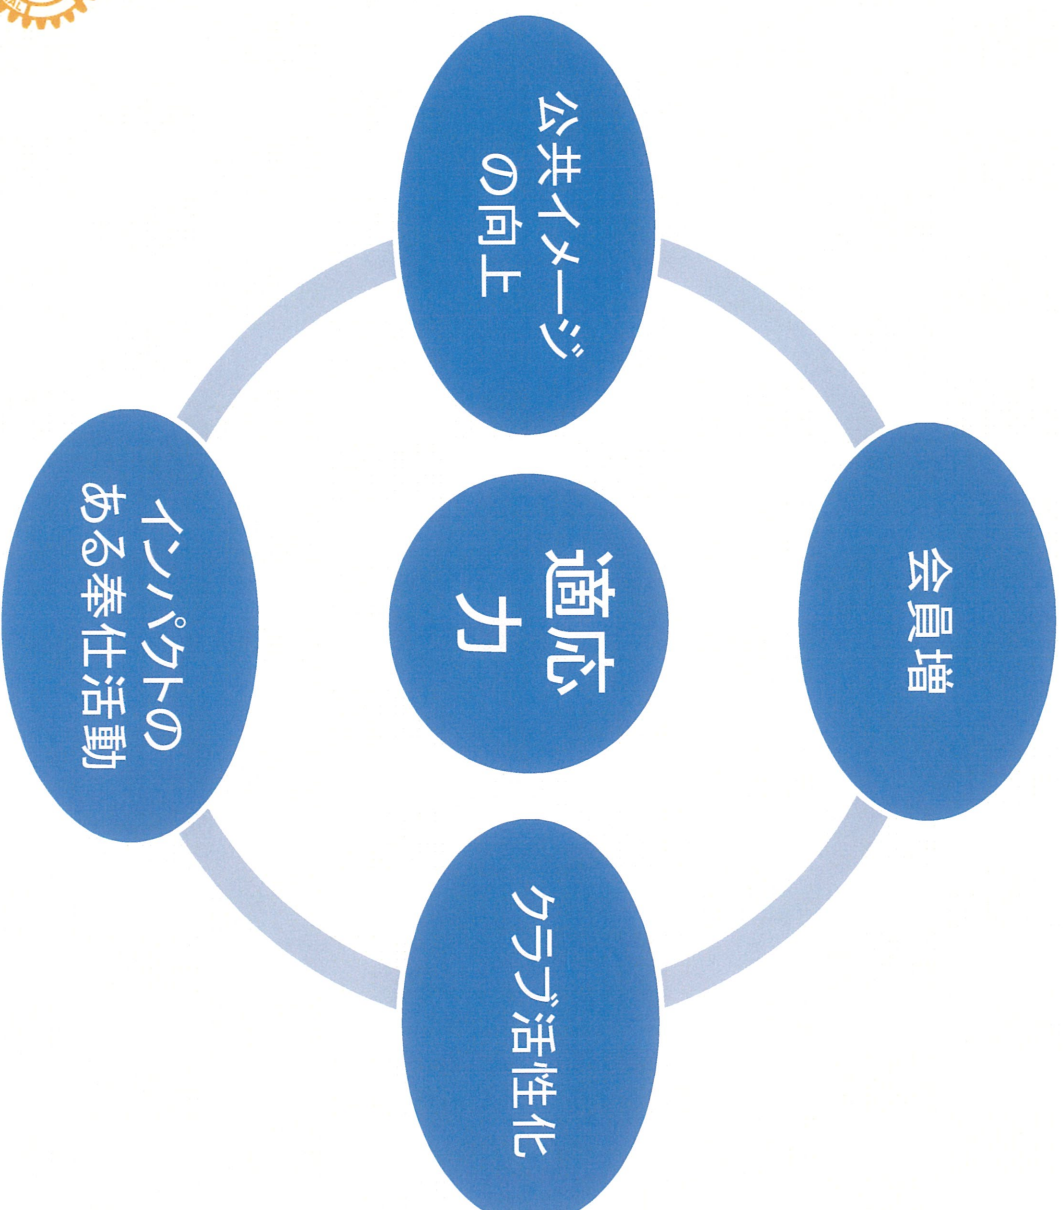 会員増
公共イメージ
の向上
適応
力
クラブ活性化
インパクトの
ある奉仕活動